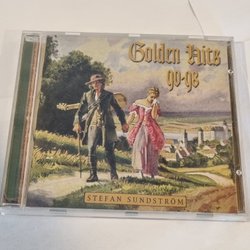 Golden Hits
90-98
STEFAN SUNDSTRÖM